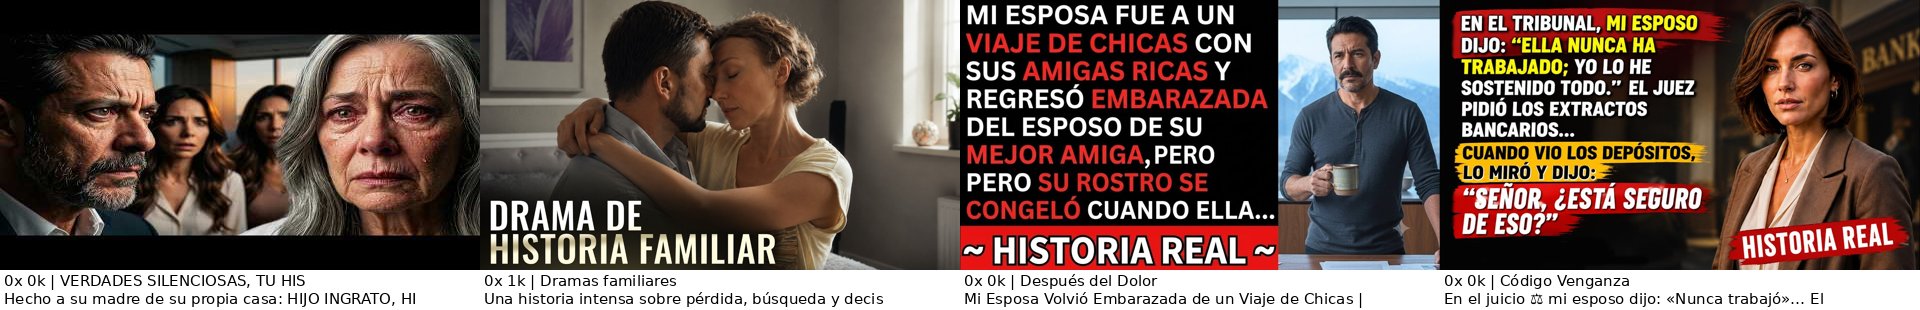 DRAMA DE
HISTORIA FAMILIAR
MI ESPOSA FUE A UN
VIAJE DE CHICAS CON
SUS AMIGAS RICAS Y
REGRESÓ EMBARAZADA
DEL ESPOSO DE SU
MEJOR AMIGA, PERO
PERO SU ROSTRO SE
CONGELÓ CUANDO ELLA...
~ HISTORIA REAL ~
EN EL TRIBUNAL, MI ESPOSO
DIJO: “ELLA NUNCA HA
TRABAJADO; YO LO HE
SOSTENIDO TODO.” EL JUEZ
PIDIÓ LOS EXTRACTOS
BANCARIOS...
CUANDO VIO LOS DEPÓSITOS,
LO MIRÓ Y DIJO:
“SEÑOR, ¿ESTÁ SEGURO
DE ESO?”
BANK
HISTORIA REAL
0x 0k | VERDADES SILENCIOSAS, TU HIS
Hecho a su madre de su propia casa: HIJO INGRATO, HI
0x 1k | Dramas familiares
Una historia intensa sobre pérdida, búsqueda y decis
0x 0k | Después del Dolor
Mi Esposa Volvió Embarazada de un Viaje de Chicas |
0x 0k | Código Venganza
En el juicio ⚖ mi esposo dijo: «Nunca trabajó»... El